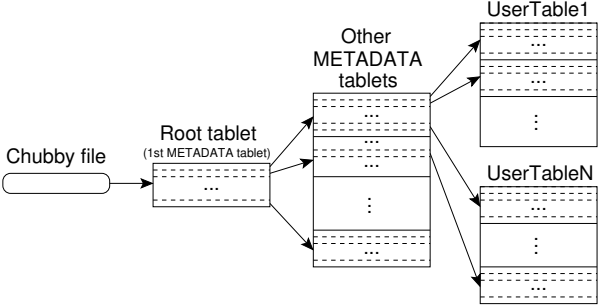 UserTable1
Other
METADATA
tablets
Root tablet
(1st METADATA tablet)
Chubby file
UserTableN
...
...
...
...
...
...
...
...
...
⋮
⋮
⋮